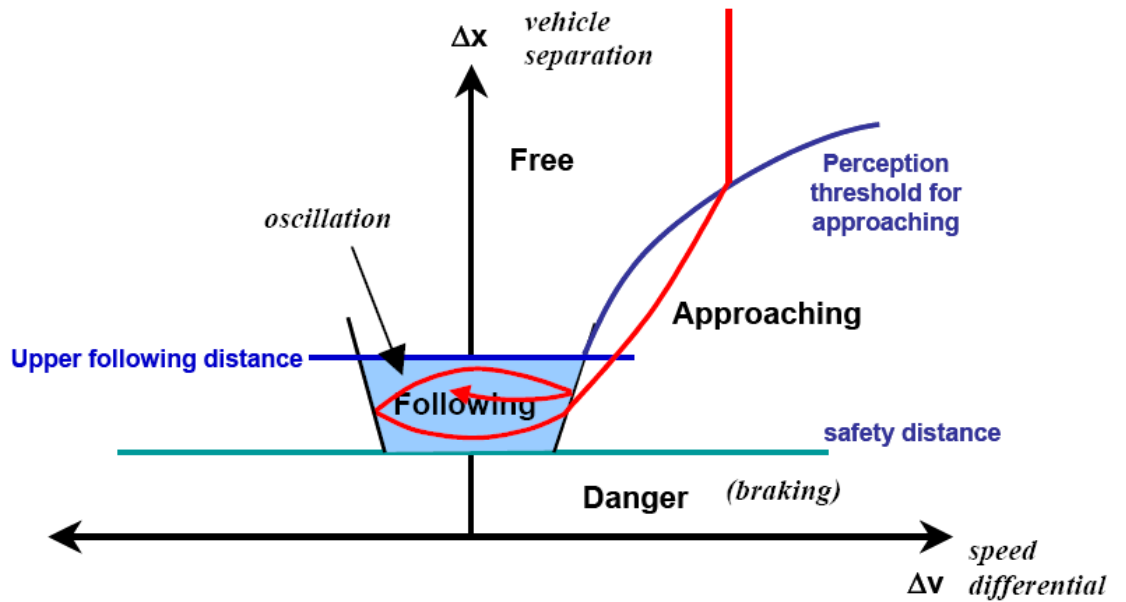 Δx
vehicle
separation
Free
Perception
threshold for
approaching
oscillation
Approaching
Upper following distance
Following
safety distance
Danger
(braking)
Δv
speed
differential